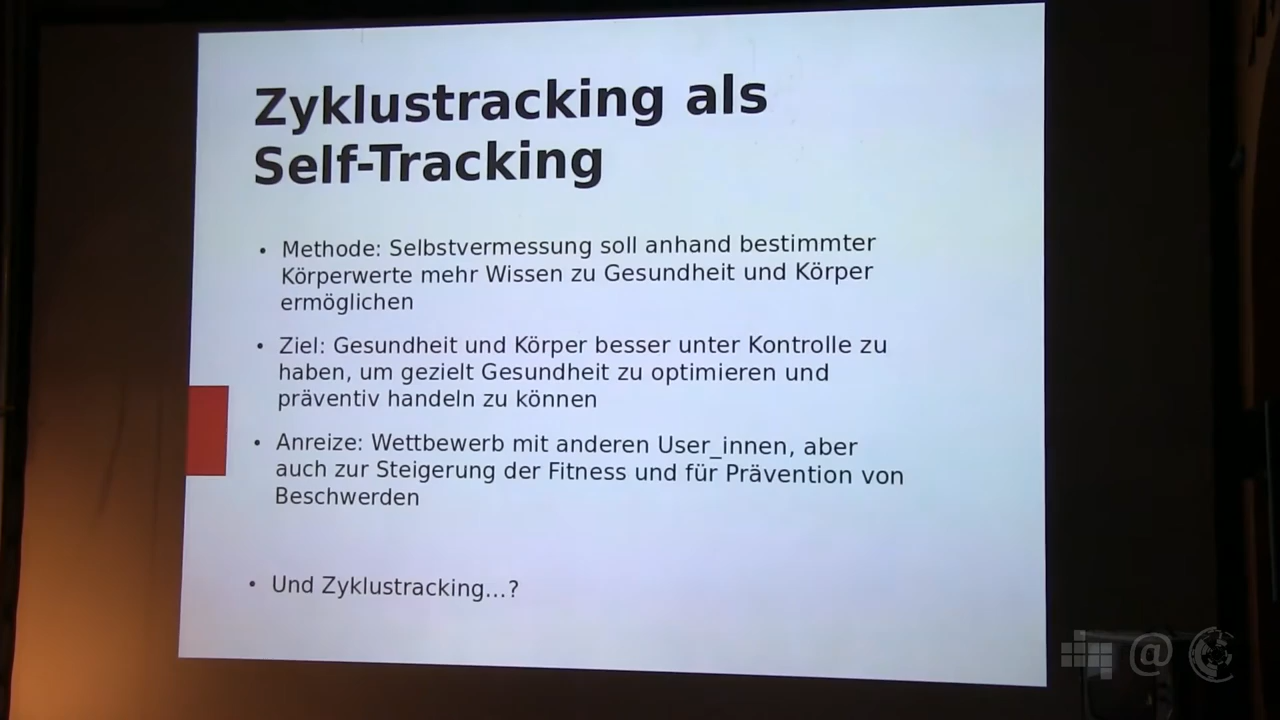 Zyklustracking als
Self-Tracking
• Methode: Selbstvermessung soll anhand bestimmter
Körperwerte mehr Wissen zu Gesundheit und Körper
ermöglichen
• Ziel: Gesundheit und Körper besser unter Kontrolle zu
haben, um gezielt Gesundheit zu optimieren und
präventiv handeln zu können
• Anreize: Wettbewerb mit anderen User_innen, aber
auch zur Steigerung der Fitness und für Prävention von
Beschwerden
• Und Zyklustracking...?
@